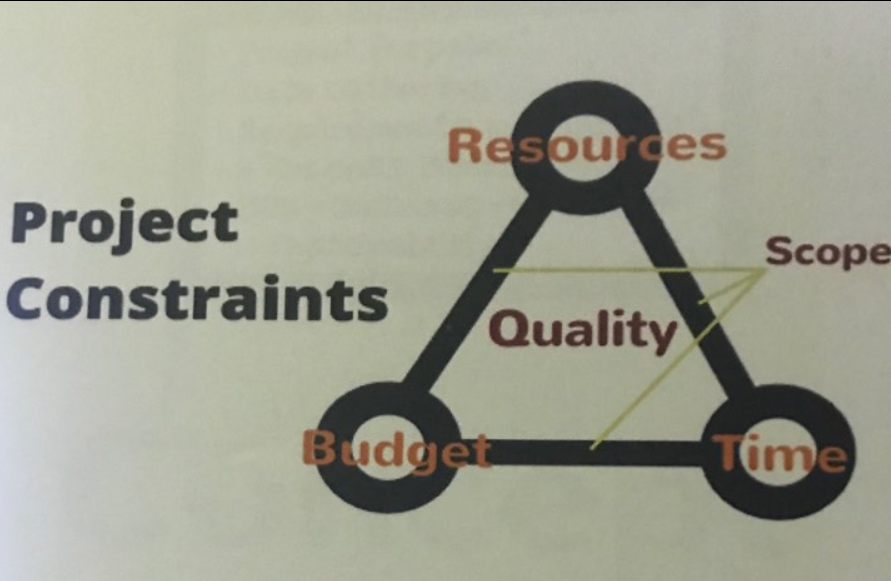 Project
Constraints
Resources
Scope
Quality
Budget
Time